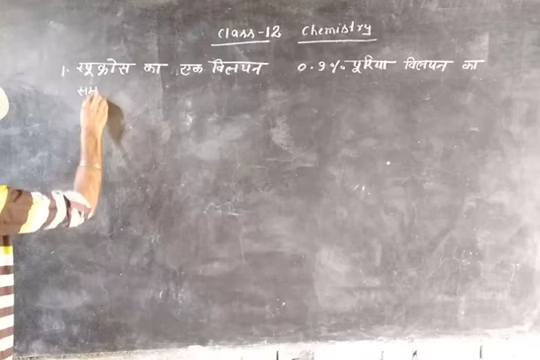 Class-12 Chemistry
1. स्यूक्रोस का एक विलयन 0.9% यूरिया विलयन का
सम